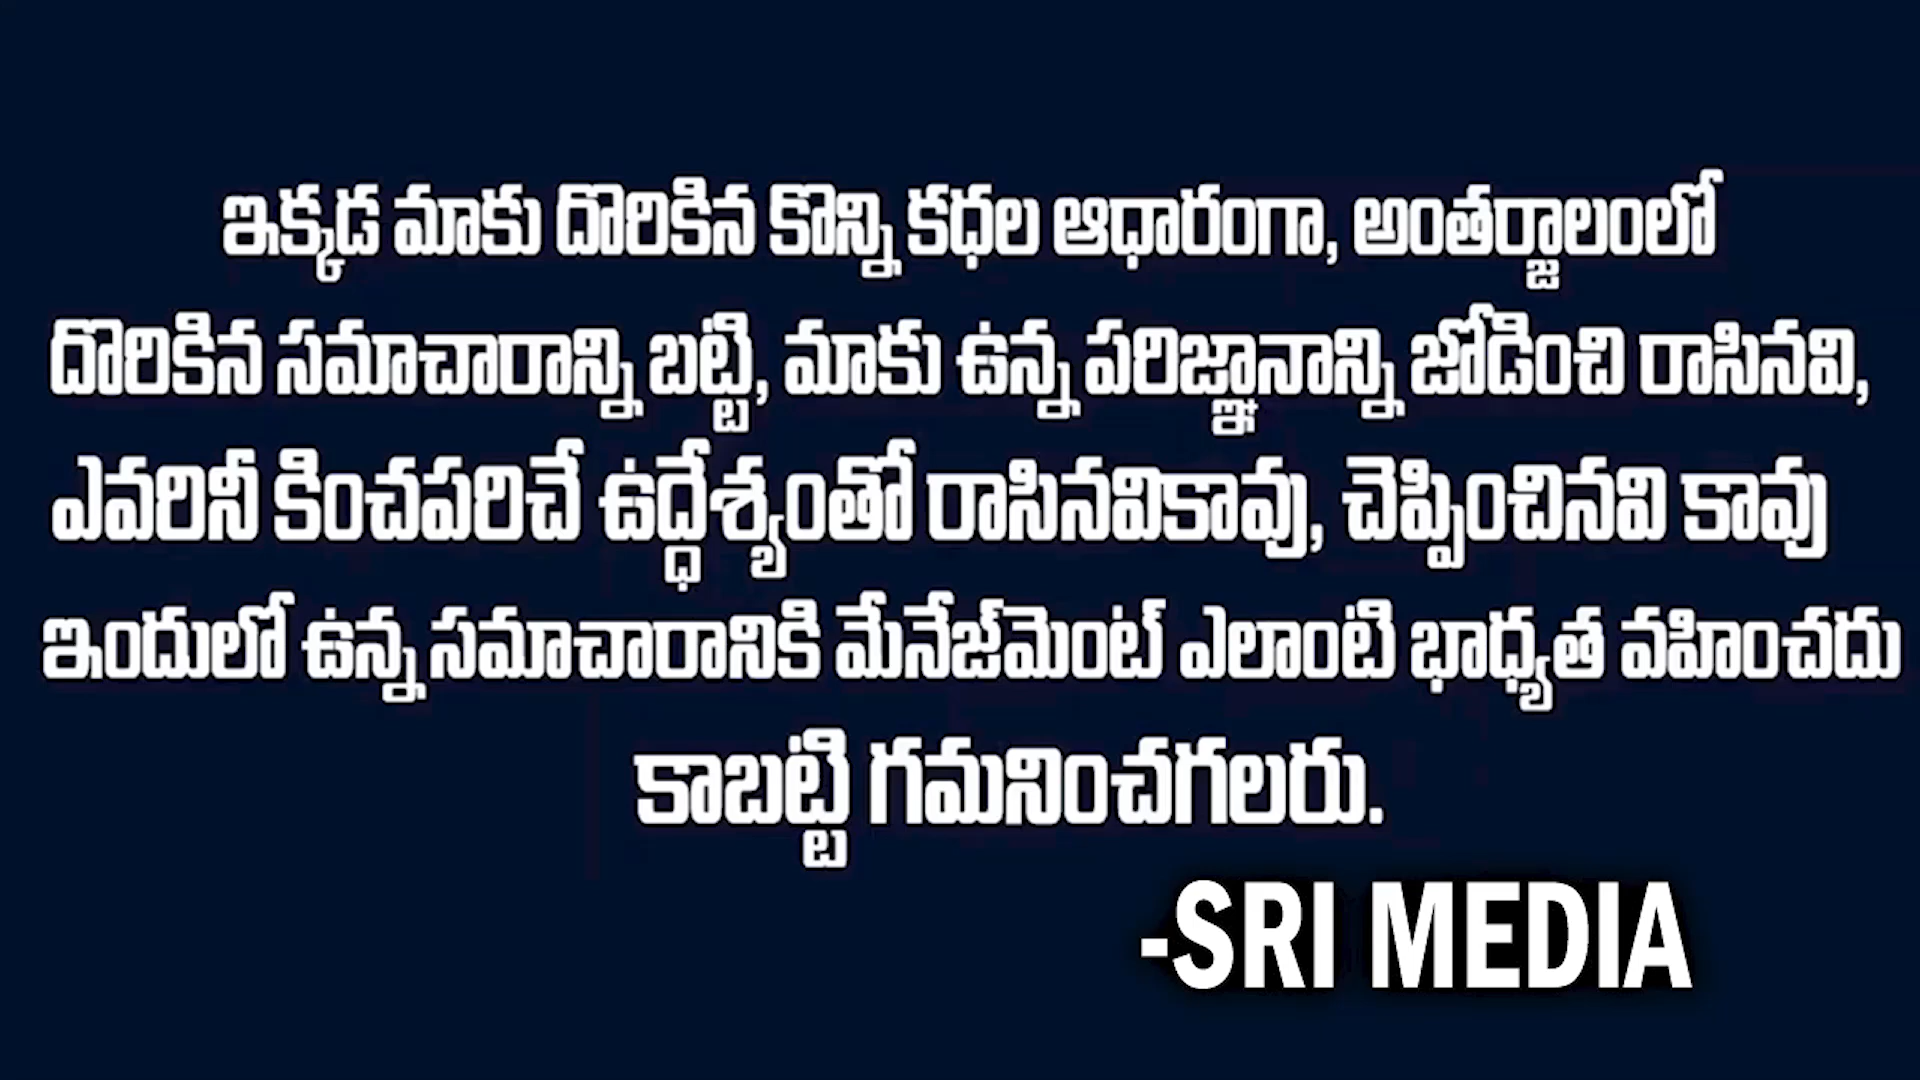 ఇక్కడ మాకు దొరికిన కొన్ని కధల ఆధారంగా, అంతర్జాలంలో
దొరికిన సమాచారాన్ని బట్టి, మాకు ఉన్న పరిజ్ఞానాన్ని జోడించి రాసినవి,
ఎవరినీ కించపరిచే ఉద్ధేశ్యంతో రాసినవికావు, చెప్పించినవి కావు
ఇందులో ఉన్న సమాచారానికి మేనేజ్‌మెంట్ ఎలాంటి భాధ్యత వహించదు
కాబట్టి గమనించగలరు.
-SRI MEDIA